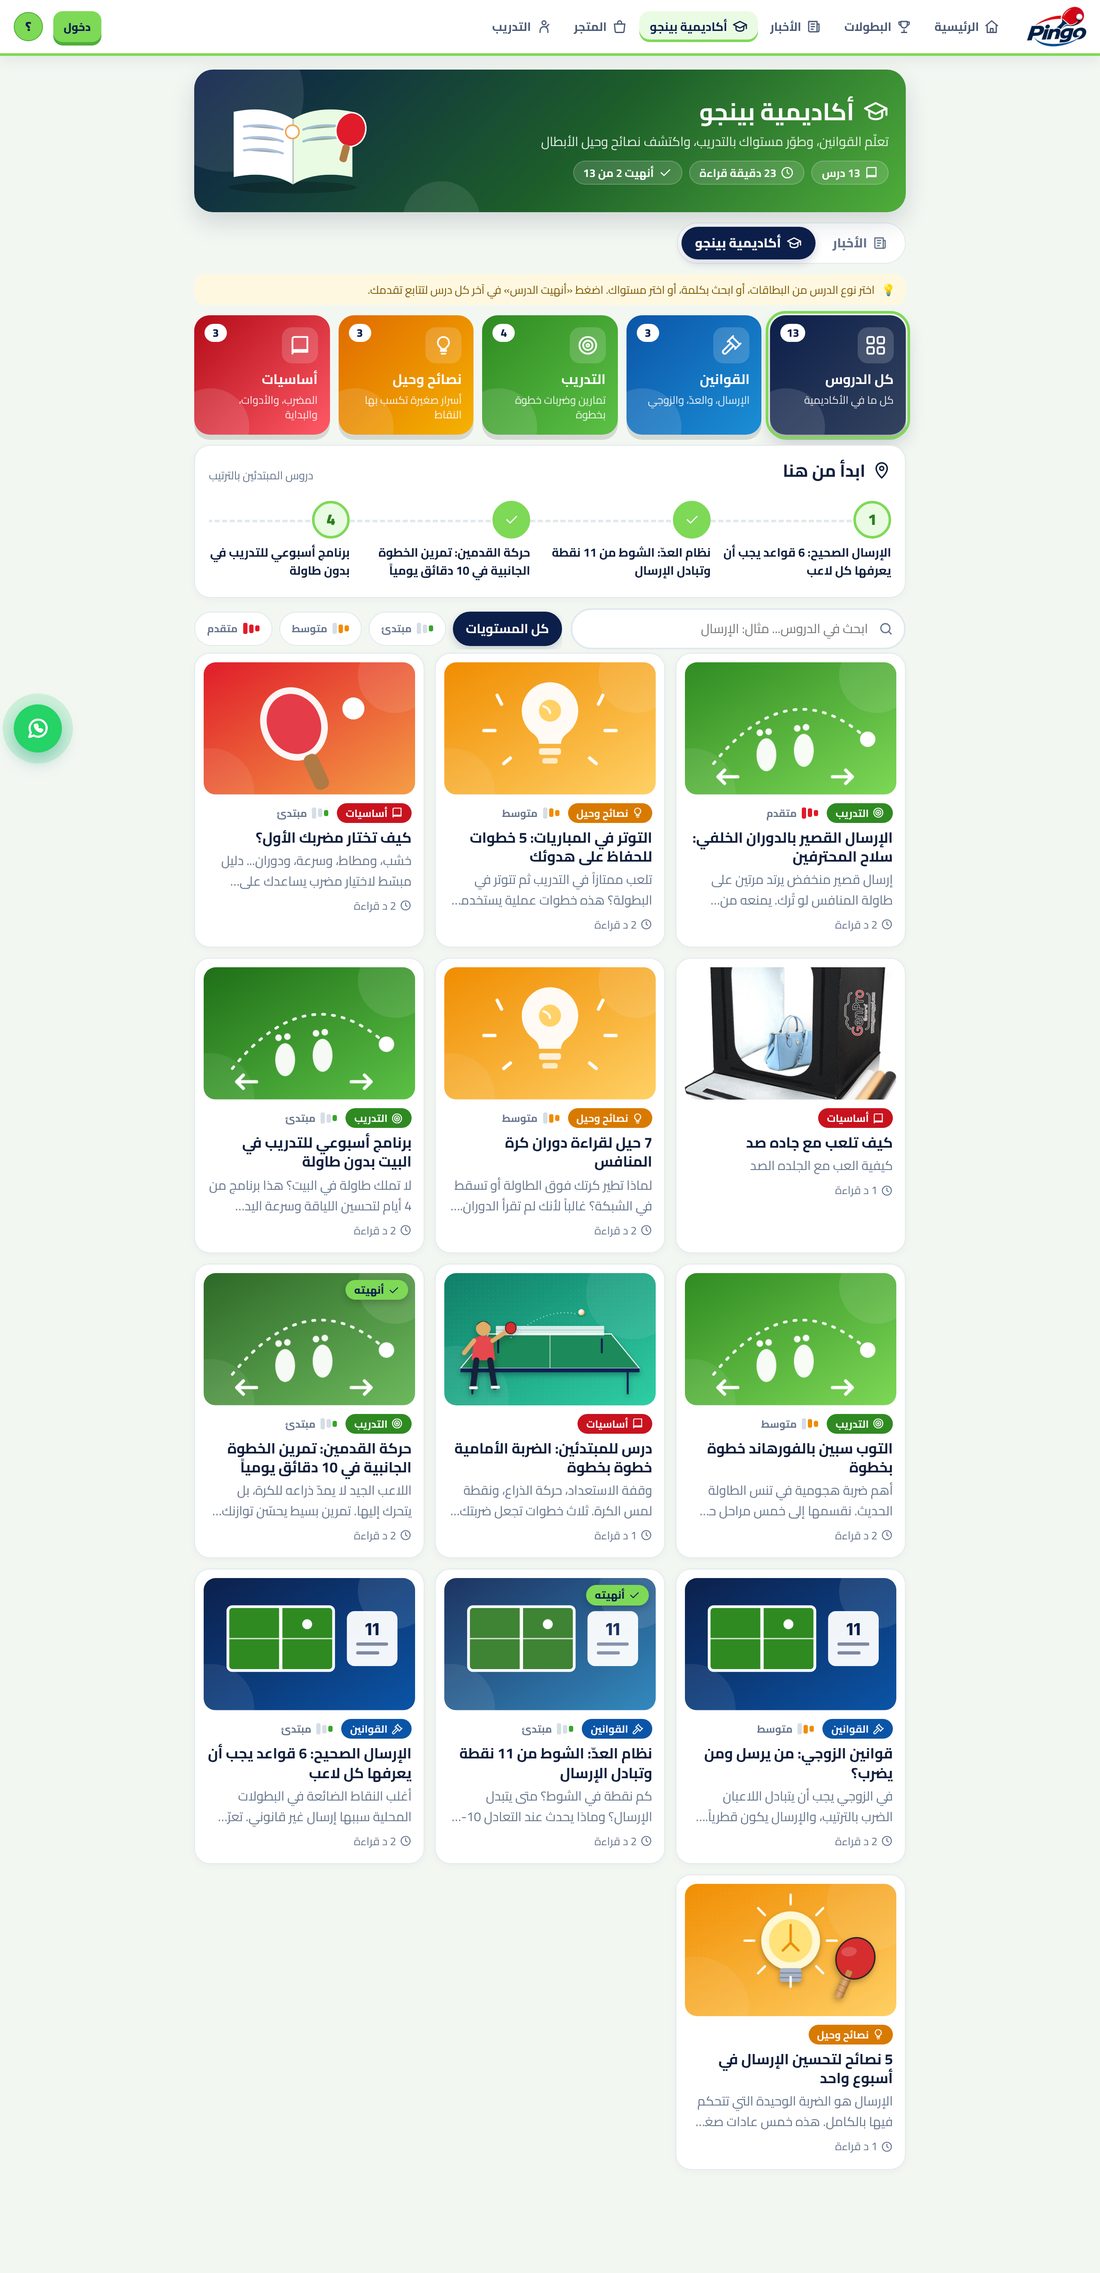 Pingo
الرئيسية
البطولات
الأخبار
أكاديمية بينجو
المتجر
التدريب
دخول
؟
أكاديمية بينجو
تعلّم القوانين، وطوّر مستواك بالتدريب، واكتشف نصائح وحيل الأبطال
13 درس
23 دقيقة قراءة
أنهيت 2 من 13
الأخبار
أكاديمية بينجو
اختر نوع الدرس من البطاقات، أو ابحث بكلمة، أو اختر مستواك. اضغط «أنهيت الدرس» في آخر كل درس لتتابع تقدمك.
13
كل الدروس
كل ما في الأكاديمية
3
القوانين
الإرسال، والعدّ، والزوجي
4
التدريب
تمارين وضربات خطوة
بخطوة
3
نصائح وحيل
أسرار صغيرة تكسب بها
النقاط
3
أساسيات
المضرب، والأدوات،
والبداية
ابدأ من هنا
دروس المبتدئين بالترتيب
1
الإرسال الصحيح: 6 قواعد يجب أن
يعرفها كل لاعب
نظام العدّ: الشوط من 11 نقطة
وتبادل الإرسال
حركة القدمين: تمرين الخطوة
الجانبية في 10 دقائق يومياً
4
برنامج أسبوعي للتدريب في
بدون طاولة
ابحث في الدروس... مثال: الإرسال
كل المستويات
مبتدئ
متوسط
متقدم
التدريب
متقدم
الإرسال القصير بالدوران الخلفي:
سلاح المحترفين
إرسال قصير منخفض يرتد مرتين على
طاولة المنافس لو تُرك. يمنعه من...
2 د قراءة
نصائح وحيل
متوسط
التوتر في المباريات: 5 خطوات
للحفاظ على هدوئك
تلعب ممتازاً في التدريب ثم تتوتر في
البطولة؟ هذه خطوات عملية يستخدم...
2 د قراءة
أساسيات
مبتدئ
كيف تختار مضربك الأول؟
خشب، ومطاط، وسرعة، ودوران... دليل
مبسّط لاختيار مضرب يساعدك على...
2 د قراءة
GenPro
أساسيات
كيف تلعب مع جاده صد
كيفية العب مع الجلده الصد
1 د قراءة
نصائح وحيل
متوسط
7 حيل لقراءة دوران كرة
المنافس
لماذا تطير كرتك فوق الطاولة أو تسقط
في الشبكة؟ غالباً لأنك لم تقرأ الدوران....
2 د قراءة
التدريب
مبتدئ
برنامج أسبوعي للتدريب في
البيت بدون طاولة
لا تملك طاولة في البيت؟ هذا برنامج من
4 أيام لتحسين اللياقة وسرعة اليد...
2 د قراءة
التدريب
متوسط
التوب سبين بالفورهاند خطوة
بخطوة
أهم ضربة هجومية في تنس الطاولة
الحديث. نقسمها إلى خمس مراحل حـ...
2 د قراءة
أساسيات
درس للمبتدئين: الضربة الأمامية
خطوة بخطوة
وقفة الاستعداد، حركة الذراع، ونقطة
لمس الكرة. ثلاث خطوات تجعل ضربتك...
1 د قراءة
أنهيته
التدريب
مبتدئ
حركة القدمين: تمرين الخطوة
الجانبية في 10 دقائق يومياً
اللاعب الجيد لا يمدّ ذراعه للكرة، بل
يتحرك إليها. تمرين بسيط يحسّن توازنك...
2 د قراءة
11
القوانين
متوسط
قوانين الزوجي: من يرسل ومن
يضرب؟
في الزوجي يجب أن يتبادل اللاعبان
الضرب بالترتيب، والإرسال يكون قطرياً....
2 د قراءة
أنهيته
11
القوانين
مبتدئ
نظام العدّ: الشوط من 11 نقطة
وتبادل الإرسال
كم نقطة في الشوط؟ متى يتبدل
الإرسال؟ وماذا يحدث عند التعادل 10-...
2 د قراءة
11
القوانين
مبتدئ
الإرسال الصحيح: 6 قواعد يجب أن
يعرفها كل لاعب
أغلب النقاط الضائعة في البطولات
المحلية سببها إرسال غير قانوني. تعرّ...
2 د قراءة
نصائح وحيل
5 نصائح لتحسين الإرسال في
أسبوع واحد
الإرسال هو الضربة الوحيدة التي تتحكم
فيها بالكامل. هذه خمس عادات صغـ...
1 د قراءة